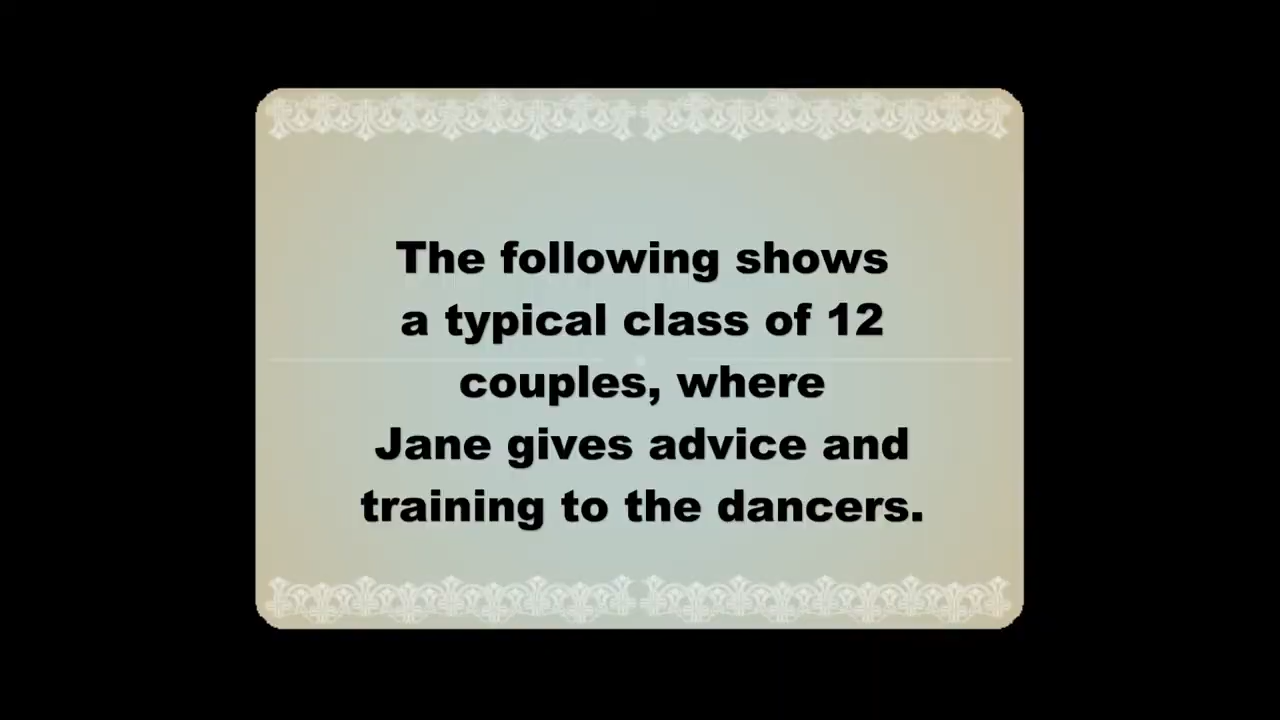 The following shows
a typical class of 12
couples, where
Jane gives advice and
training to the dancers.